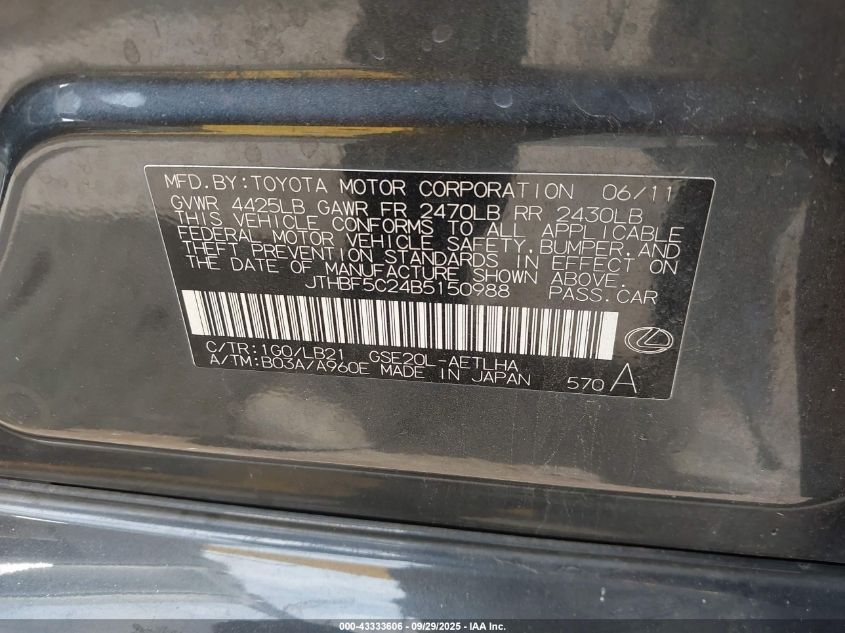 MFD.BY:TOYOTA MOTOR CORPORATION 06/11
GVWR 4425LB GAWR FR 2470LB RR 2430LB
THIS VEHICLE CONFORMS TO ALL APPLICABLE
FEDERAL MOTOR VEHICLE SAFETY,BUMPER,AND
THEFT PREVENTION STANDARDS IN EFFECT ON
THE DATE OF MANUFACTURE SHOWN ABOVE.
JTHBF5C24B5150988 PASS.CAR
C/TR:1G0/LB21 GSE20L-AETLHA
A/TM:B03A/A960E MADE IN JAPAN 570 A
000-43333606 - 09/29/2025 - IAA Inc.